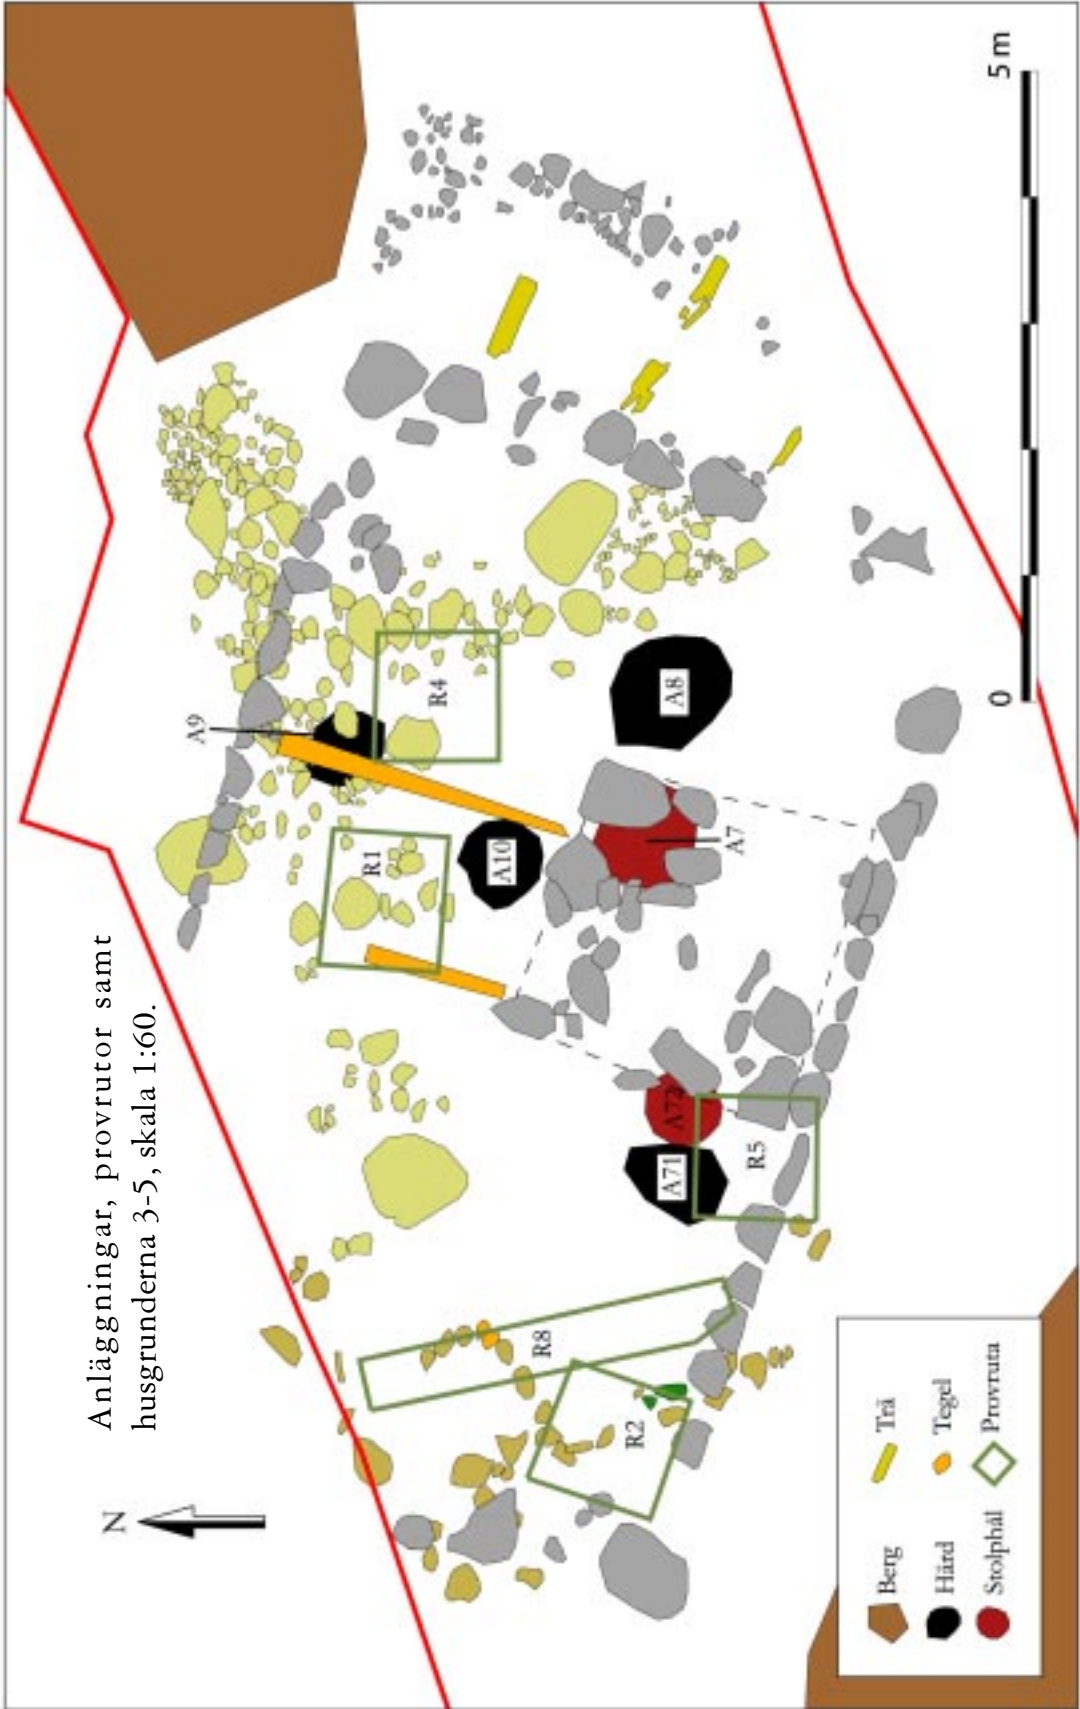 Anläggningar, provrutor samt
husgrunderna 3-5, skala 1:60.
N
A9
R4
R1
A10
A8
A7
A72
A71
R5
R8
R2
0
5 m
Berg
Trä
Härd
Tegel
Stolphål
Provruta